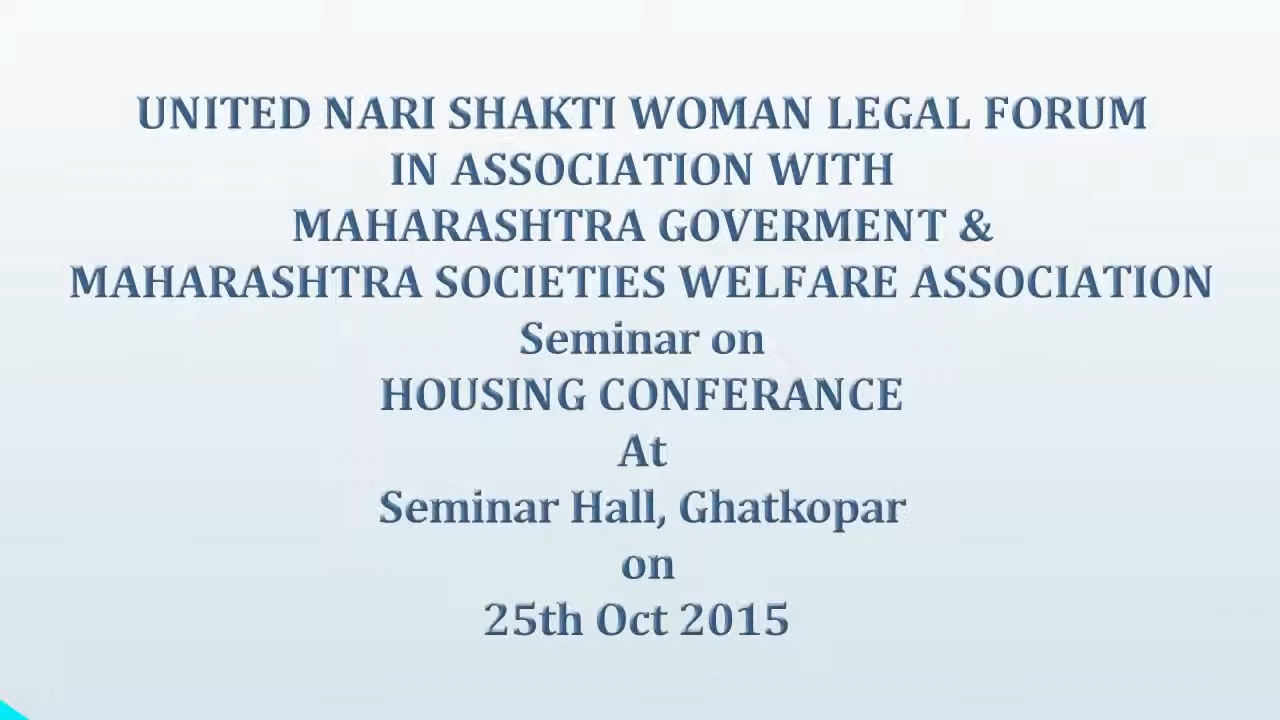 UNITED NARI SHAKTI WOMAN LEGAL FORUM
IN ASSOCIATION WITH
MAHARASHTRA GOVERMENT &
MAHARASHTRA SOCIETIES WELFARE ASSOCIATION
Seminar on
HOUSING CONFERANCE
At
Seminar Hall, Ghatkopar
on
25th Oct 2015